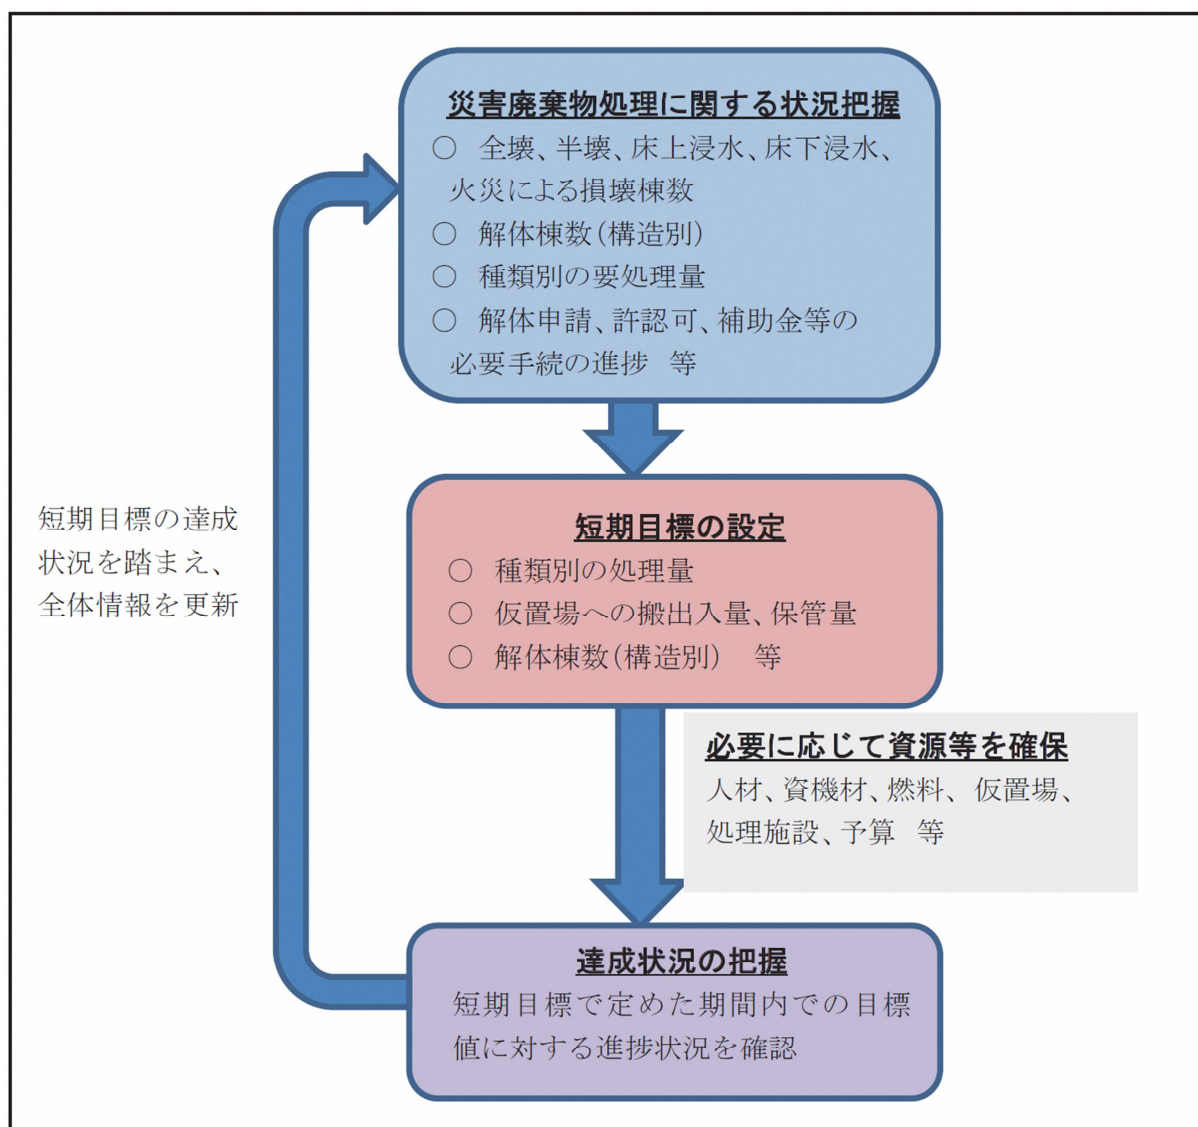 災害廃棄物処理に関する状況把握
○ 全壊、半壊、床上浸水、床下浸水、
火災による損壊棟数
○ 解体棟数(構造別)
○ 種類別の要処理量
○ 解体申請、許認可、補助金等の
必要手続の進捗 等
短期目標の達成
状況を踏まえ、
全体情報を更新
短期目標の設定
○ 種類別の処理量
○ 仮置場への搬出入量、保管量
○ 解体棟数(構造別) 等
必要に応じて資源等を確保
人材、資機材、燃料、仮置場、
処理施設、予算 等
達成状況の把握
短期目標で定めた期間内での目標
値に対する進捗状況を確認